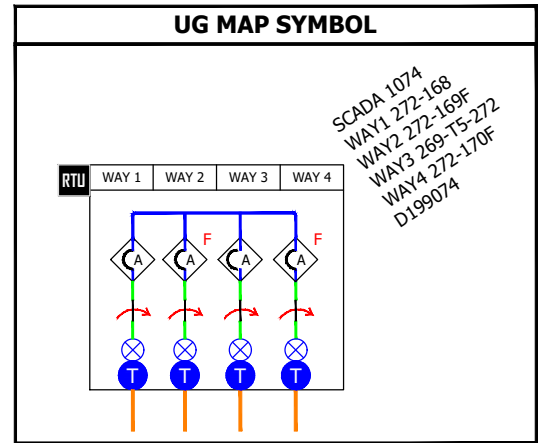 UG MAP SYMBOL
SCADA 1074
WAY1 272-168
WAY2 272-169F
WAY3 269-T5-272
WAY4 272-170F
D199074
RTU
WAY 1 WAY 2 WAY 3 WAY 4
F F
A A A A
T T T T